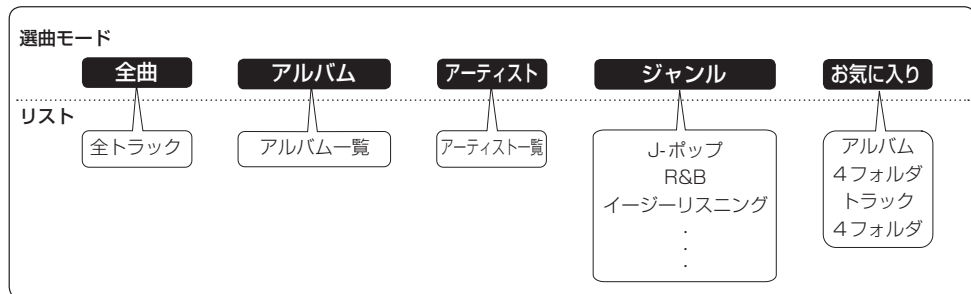 選曲モード
全曲
アルバム
アーティスト
ジャンル
お気に入り
リスト
全トラック
アルバム一覧
アーティスト一覧
J-ポップ
R&B
イージーリスニング
.
.
.
アルバム
4フォルダ
トラック
4フォルダ